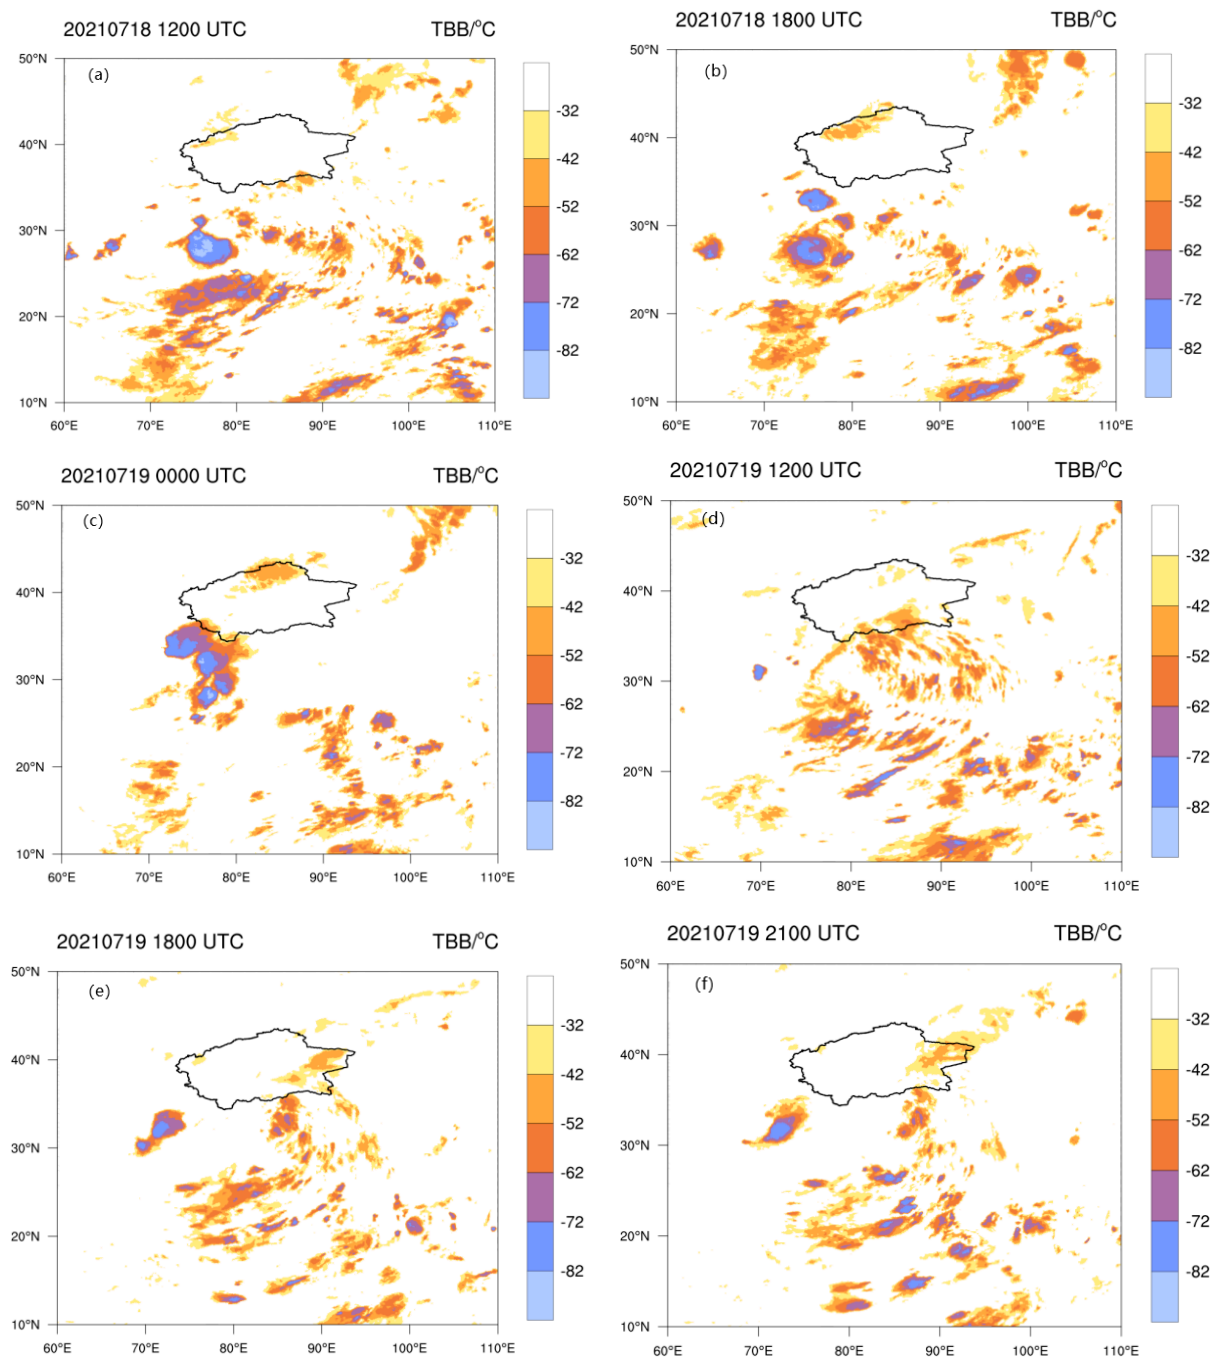 20210718 1200 UTC TBB/°C
(a)
50°N
40°N
30°N
20°N
10°N
60°E 70°E 80°E 90°E 100°E 110°E
-32
-42
-52
-62
-72
-82
20210718 1800 UTC TBB/°C
(b)
50°N
40°N
30°N
20°N
10°N
60°E 70°E 80°E 90°E 100°E 110°E
-32
-42
-52
-62
-72
-82
20210719 0000 UTC TBB/°C
(c)
50°N
40°N
30°N
20°N
10°N
60°E 70°E 80°E 90°E 100°E 110°E
-32
-42
-52
-62
-72
-82
20210719 1200 UTC TBB/°C
(d)
50°N
40°N
30°N
20°N
10°N
60°E 70°E 80°E 90°E 100°E 110°E
-32
-42
-52
-62
-72
-82
20210719 1800 UTC TBB/°C
(e)
50°N
40°N
30°N
20°N
10°N
60°E 70°E 80°E 90°E 100°E 110°E
-32
-42
-52
-62
-72
-82
20210719 2100 UTC TBB/°C
(f)
50°N
40°N
30°N
20°N
10°N
60°E 70°E 80°E 90°E 100°E 110°E
-32
-42
-52
-62
-72
-82